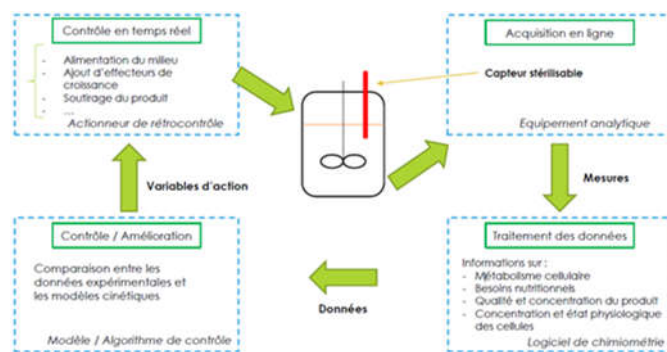 Contrôle en temps réel
- Alimentation du milieu
- Ajout d'effecteurs de
croissance
- Soutirage du produit
- ...
Actionneur de rétrocontrôle
Acquisition en ligne
Capteur stérilisable
Equipement analytique
Variables d'action
Mesures
Contrôle / Amélioration
Comparaison entre les
données expérimentales et
les modèles cinétiques
Modèle / Algorithme de contrôle
Données
Traitement des données
Informations sur :
- Métabolisme cellulaire
- Besoins nutritionnels
- Qualité et concentration du produit
- Concentration et état physiologique
des cellules
Logiciel de chimiométrie